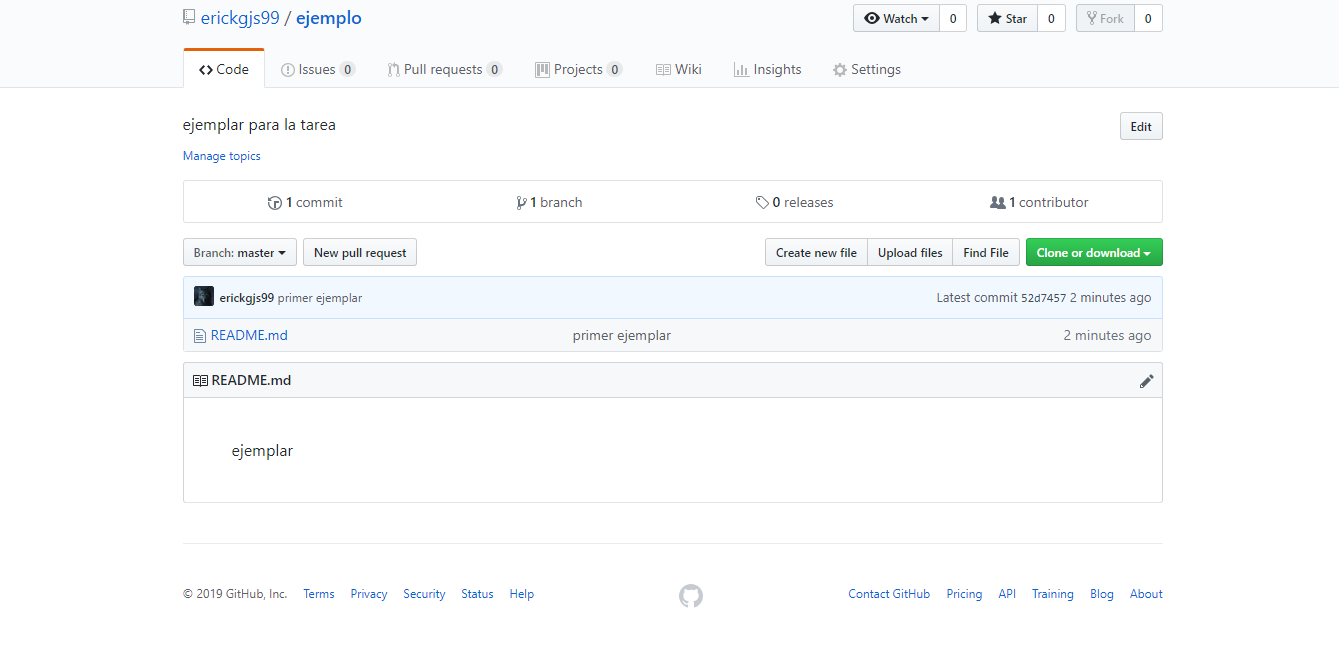 erickgjs99 / ejemplo
Watch 0 Star 0 Fork 0
Code Issues 0 Pull requests 0 Projects 0 Wiki Insights Settings
ejemplar para la tarea Edit
Manage topics
1 commit 1 branch 0 releases 1 contributor
Branch: master New pull request Create new file Upload files Find File Clone or download
erickgjs99 primer ejemplar Latest commit 52d7457 2 minutes ago
README.md primer ejemplar 2 minutes ago
README.md
ejemplar
© 2019 GitHub, Inc. Terms Privacy Security Status Help Contact GitHub Pricing API Training Blog About